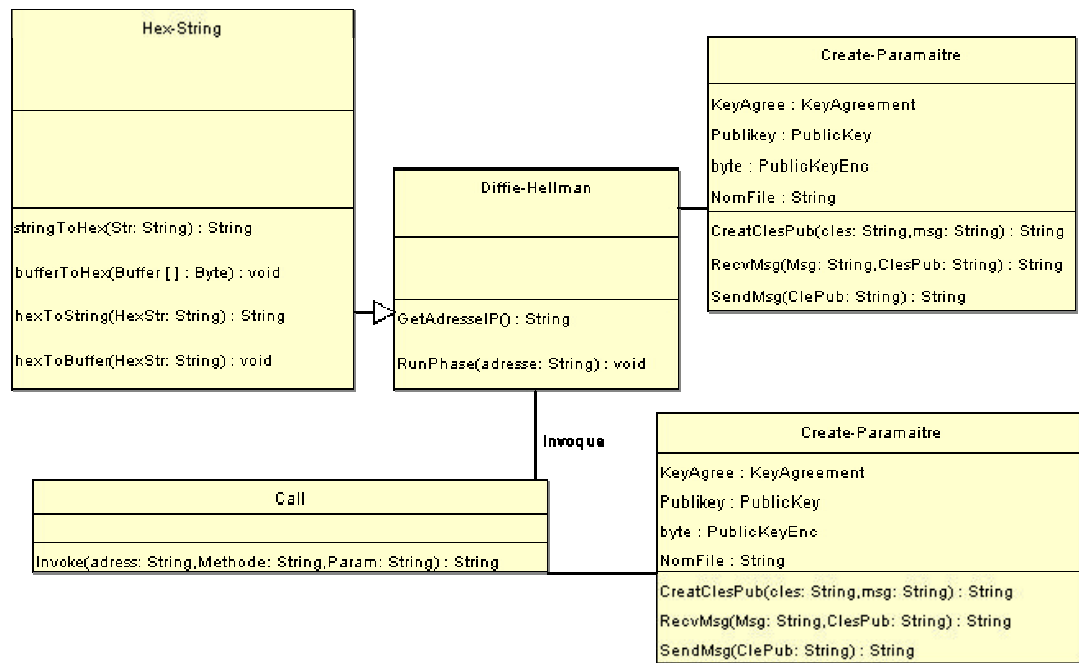 Hex-String
stringToHex(Str: String) : String
bufferToHex(Buffer [ ] : Byte) : void
hexToString(HexStr: String) : String
hexToBuffer(HexStr: String) : void
Diffie-Hellman
GetAdresseIP() : String
RunPhase(adresse: String) : void
Create-Paramaitre
KeyAgree : KeyAgreement
Publikey : PublicKey
byte : PublicKeyEnc
NomFile : String
CreatClesPub(cles: String,msg: String) : String
RecvMsg(Msg: String,ClesPub: String) : String
SendMsg(ClePub: String) : String
Invoque
Call
Invoke(adress: String,Methode: String,Param: String) : String
Create-Paramaitre
KeyAgree : KeyAgreement
Publikey : PublicKey
byte : PublicKeyEnc
NomFile : String
CreatClesPub(cles: String,msg: String) : String
RecvMsg(Msg: String,ClesPub: String) : String
SendMsg(ClePub: String) : String